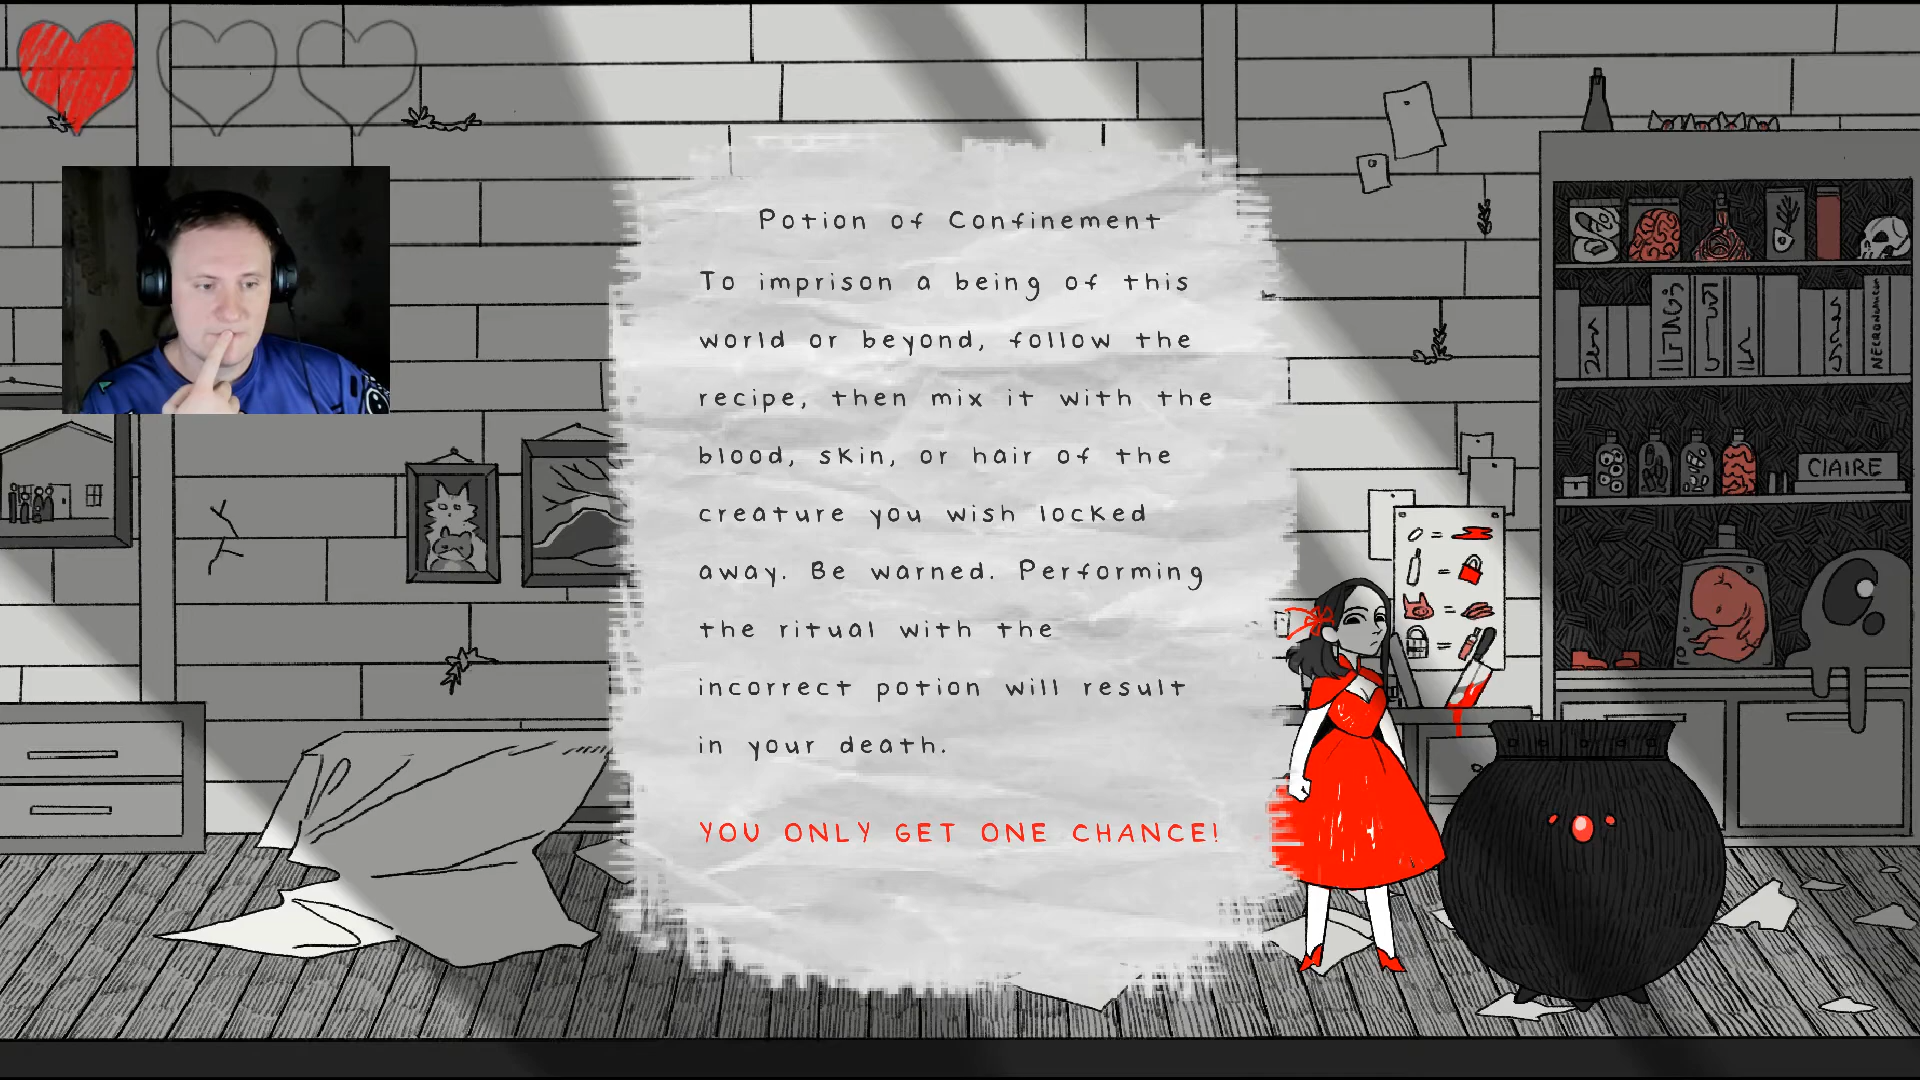 Potion of Confinement
To imprison a being of this
world or beyond, follow the
recipe, then mix it with the
blood, skin, or hair of the
creature you wish locked
away. Be warned. Performing
the ritual with the
incorrect potion will result
in your death.
YOU ONLY GET ONE CHANCE!
CIAIRE